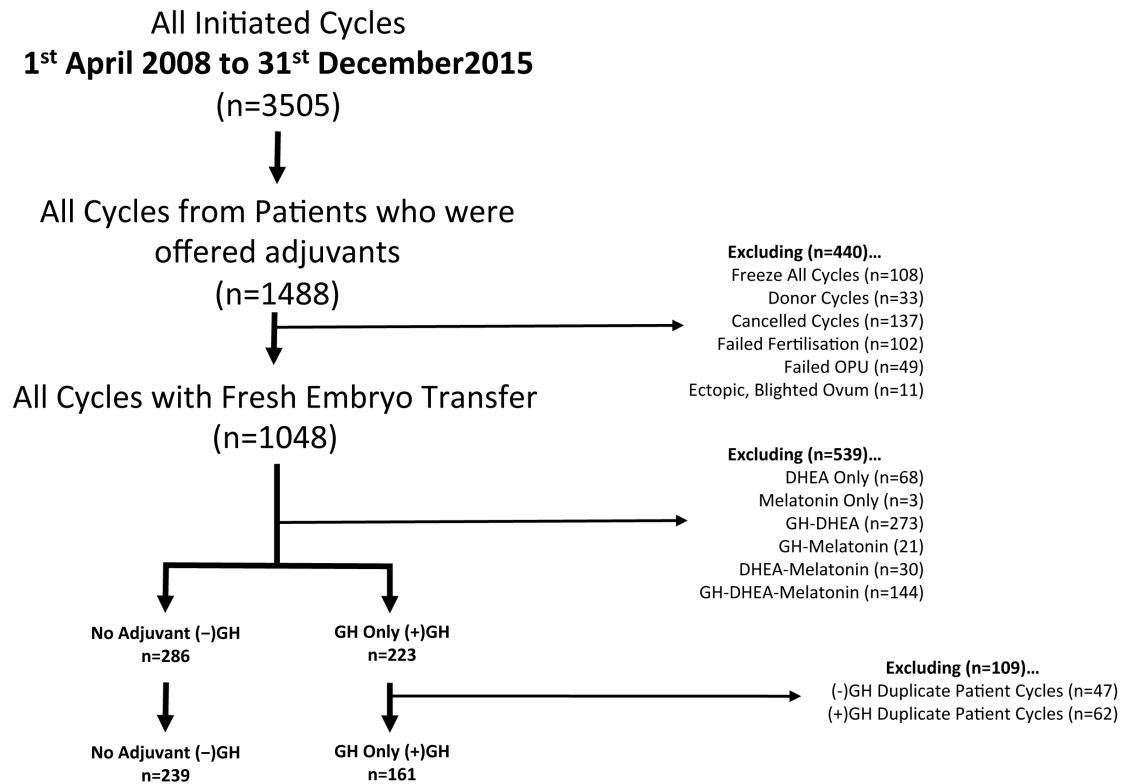 All Initiated Cycles
1st April 2008 to 31st December2015
(n=3505)
All Cycles from Patients who were
offered adjuvants
(n=1488)
Excluding (n=440)...
Freeze All Cycles (n=108)
Donor Cycles (n=33)
Cancelled Cycles (n=137)
Failed Fertilisation (n=102)
Failed OPU (n=49)
Ectopic, Blighted Ovum (n=11)
All Cycles with Fresh Embryo Transfer
(n=1048)
Excluding (n=539)...
DHEA Only (n=68)
Melatonin Only (n=3)
GH-DHEA (n=273)
GH-Melatonin (21)
DHEA-Melatonin (n=30)
GH-DHEA-Melatonin (n=144)
No Adjuvant (−)GH
n=286
GH Only (+)GH
n=223
Excluding (n=109)...
(-)GH Duplicate Patient Cycles (n=47)
(+)GH Duplicate Patient Cycles (n=62)
No Adjuvant (−)GH
n=239
GH Only (+)GH
n=161